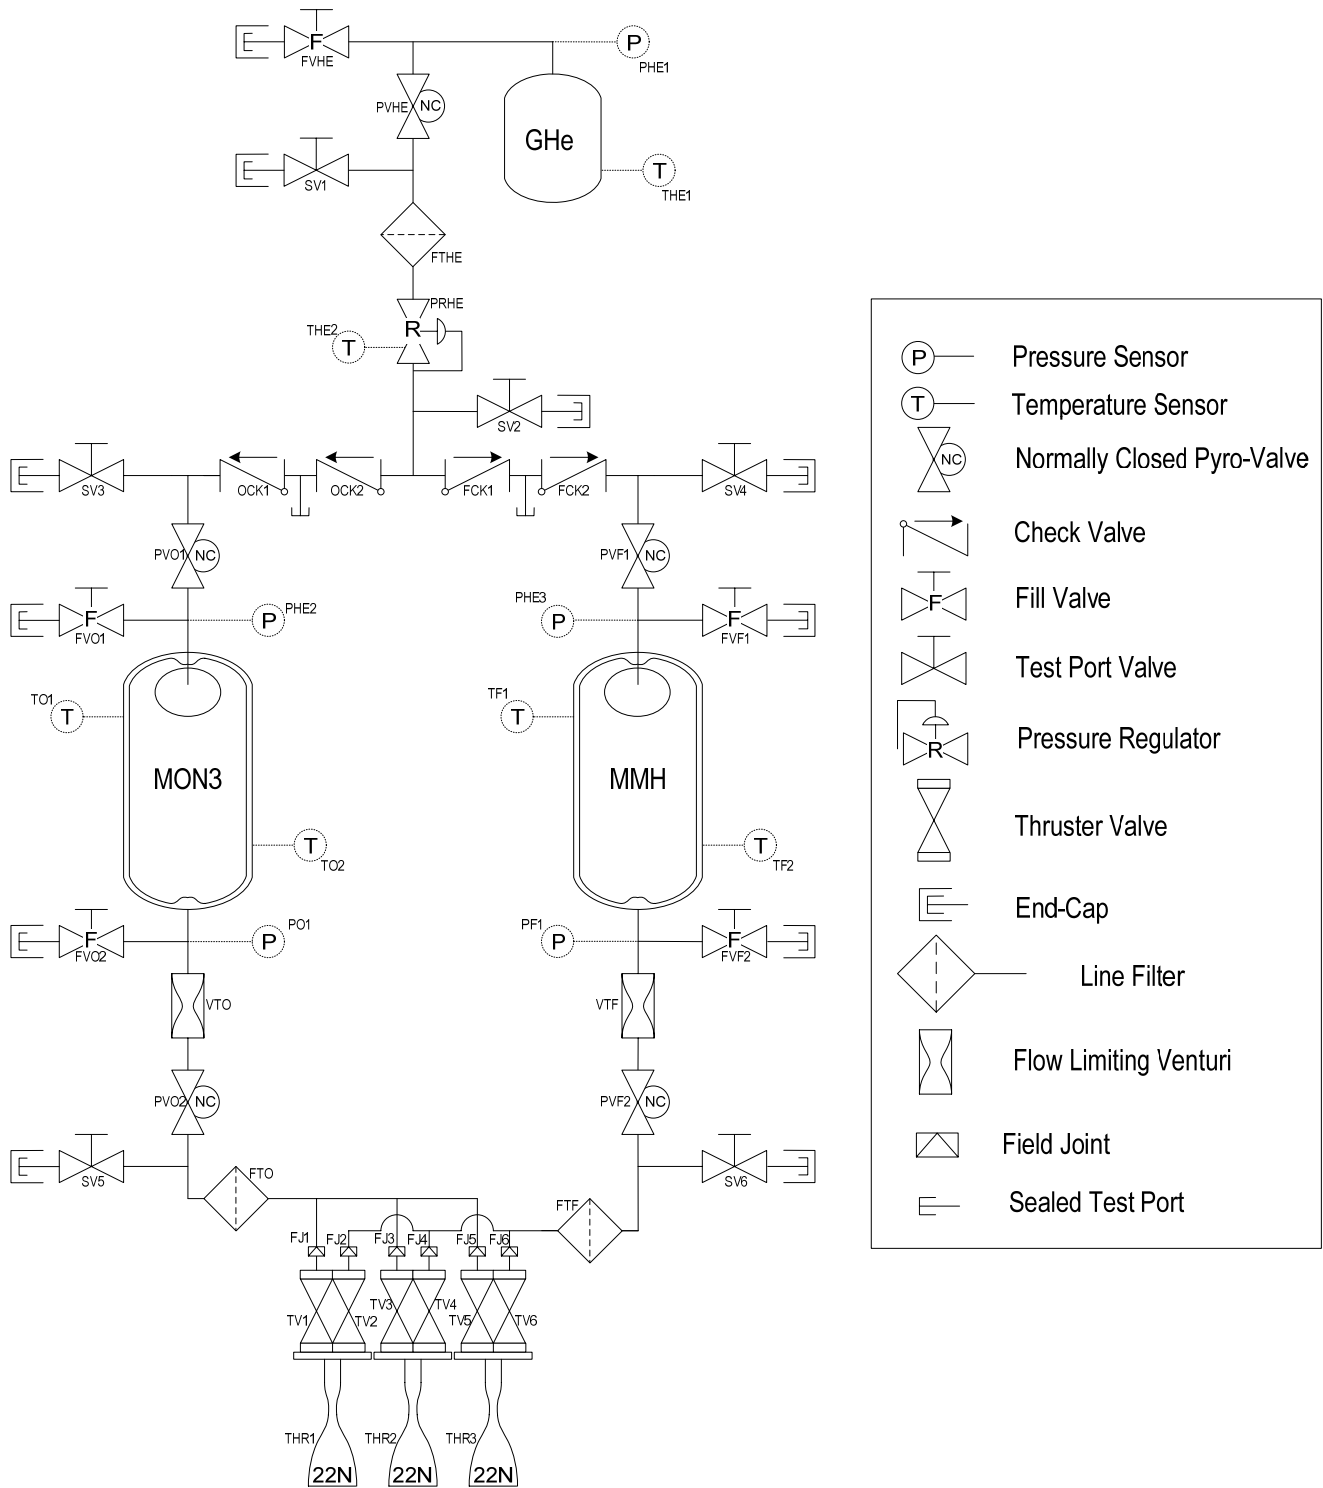 F
FVHE
P
PHE1
PVHE
NC
GHe
SV1
T
THE1
FTHE
PRHE
THE2
R
T
SV2
SV3
OCK1
OCK2
FCK1
FCK2
SV4
PVO1
NC
PVF1
NC
F
FVO1
P
PHE2
PHE3
P
F
FVF1
TO1
T
TF1
T
MON3
MMH
T
TO2
T
TF2
F
FVO2
P
PO1
PF1
P
F
FVF2
VTO
VTF
PVO2
NC
PVF2
NC
SV5
FTO
FTF
SV6
FJ1
FJ2
FJ3
FJ4
FJ5
FJ6
TV1
TV2
TV3
TV4
TV5
TV6
THR1
THR2
THR3
22N
22N
22N
P
Pressure Sensor
T
Temperature Sensor
NC
Normally Closed Pyro-Valve
Check Valve
F
Fill Valve
Test Port Valve
R
Pressure Regulator
Thruster Valve
End-Cap
Line Filter
Flow Limiting Venturi
Field Joint
Sealed Test Port